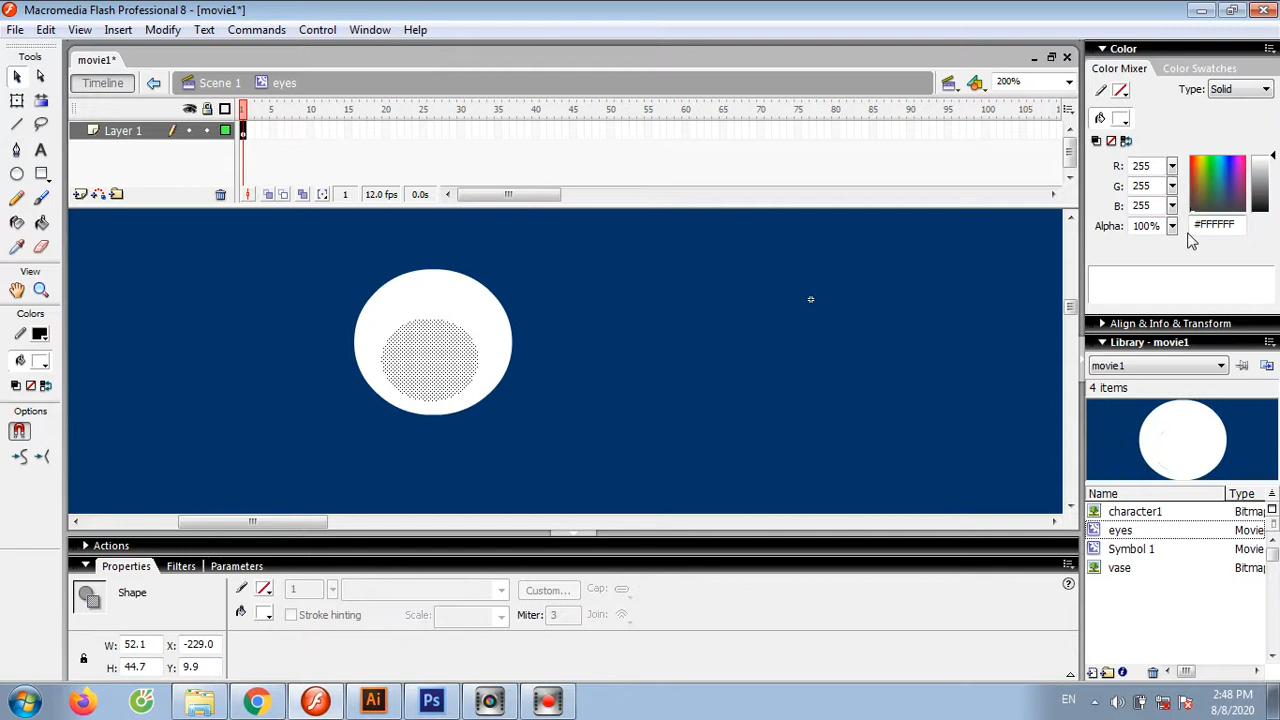 Macromedia Flash Professional 8 - [movie1*]
File Edit View Insert Modify Text Commands Control Window Help
Tools
View
Colors
Options
movie1*
Timeline Scene 1 eyes 200%
1 5 10 15 20 25 30 35 40 45 50 55 60 65 70 75 80 85 90 95 100 105
Layer 1
1 12.0 fps 0.0s
Actions
Properties Filters Parameters
Shape
1 Custom... Cap:
Stroke hinting Scale: Miter: 3 Join:
W: 52.1 X: -229.0
H: 44.7 Y: 9.9
Color
Color Mixer Color Swatches
Type: Solid
R: 255
G: 255
B: 255
Alpha: 100% #FFFFFF
Align & Info & Transform
Library - movie1
movie1
4 items
Name Type
character1 Bitma
eyes Movie
Symbol 1 Movie
vase Bitma
Ai Ps
EN 2:48 PM
8/8/2020